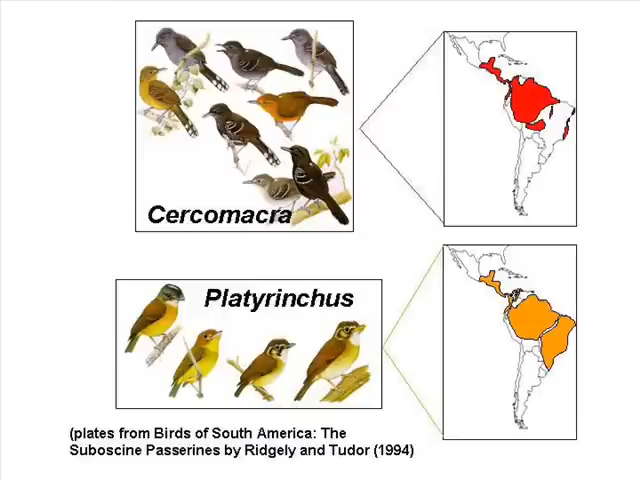 Cercomacra
Platyrinchus
(plates from Birds of South America: The
Suboscine Passerines by Ridgely and Tudor (1994)